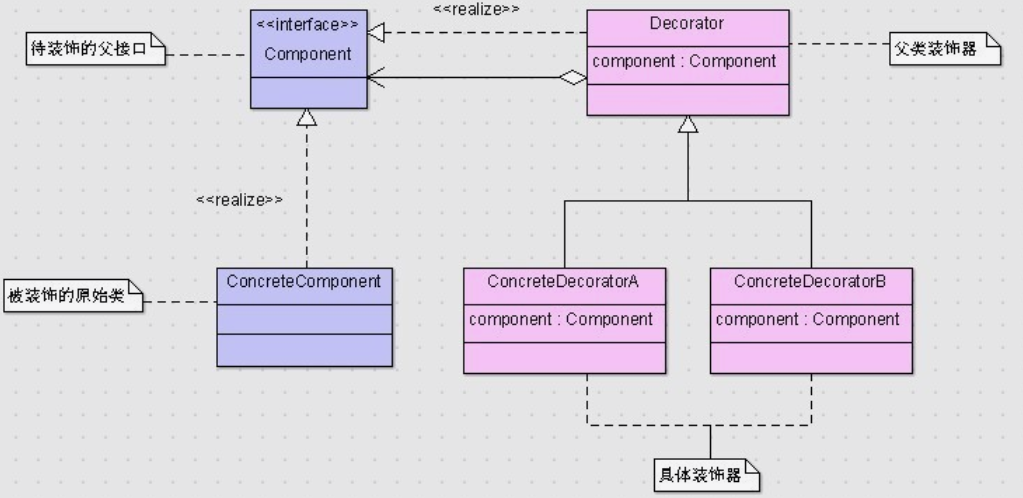 <<realize>>
<<interface>>
Component
待装饰的父接口
Decorator
component : Component
父类装饰器
<<realize>>
ConcreteComponent
被装饰的原始类
ConcreteDecoratorA
component : Component
ConcreteDecoratorB
component : Component
具体装饰器